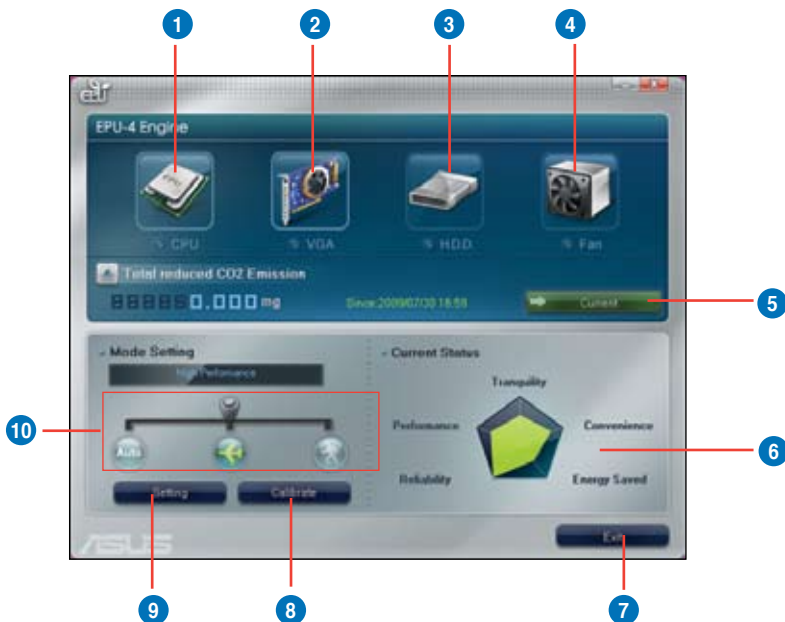 1 2 3 4
EPU
EPU-4 Engine
CPU VGA H.D.D. Fan
Total reduced CO2 Emission
0.000 mg Since:2009/07/30 18:59 Current
5
Mode Setting
High Performance
Current Status
Tranquility
Performance Convenience
10
6
Auto
Reliability Energy Saved
Setting Calibrate
Exit
ASUS
9 8 7